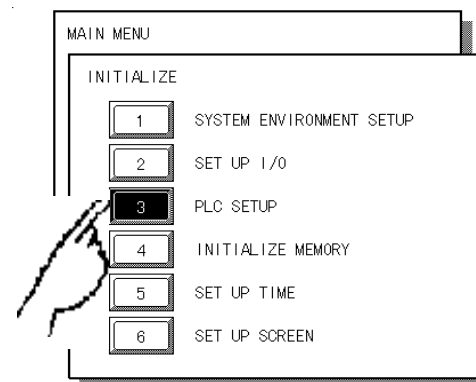 MAIN MENU
INITIALIZE
1 SYSTEM ENVIRONMENT SETUP
2 SET UP I/O
3 PLC SETUP
4 INITIALIZE MEMORY
5 SET UP TIME
6 SET UP SCREEN